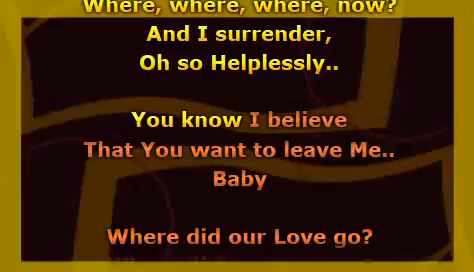 Where, where, where, now?
And I surrender,
Oh so Helplessly..
You know I believe
That You want to leave Me..
Baby
Where did our Love go?